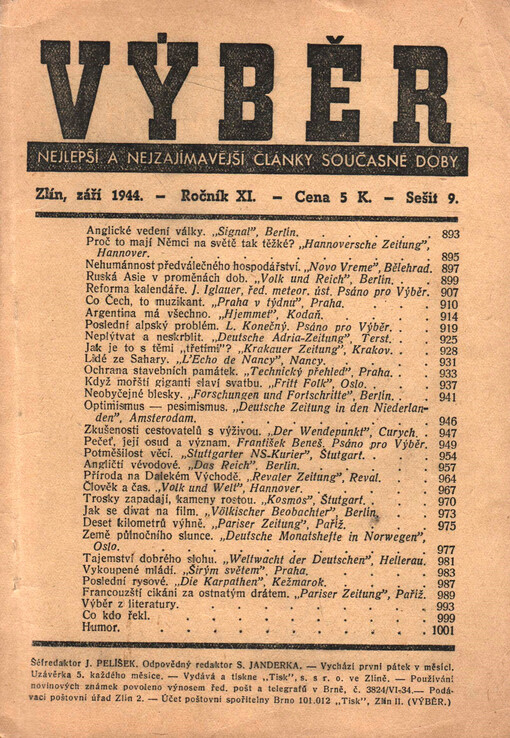 VÝBĚR
NEJLEPŠÍ A NEJZAJÍMAVĚJŠÍ ČLÁNKY SOUČASNÉ DOBY
Zlín, září 1944. – Ročník XI. – Cena 5 K. – Sešit 9.
Anglické vedení války. „Signal”, Berlin. 893
Proč to mají Němci na světě tak těžké? „Hannoversche Zeitung”,
Hannover. 895
Nehumánnost předválečného hospodářství. „Novo Vreme”, Bělehrad. 897
Ruská Asie v proměnách dob. „Volk und Reich”, Berlin. 899
Reforma kalendáře. J. Iglauer, řed. meteor. úst. Psáno pro Výběr. 907
Co Čech, to muzikant. „Praha v týdnu”, Praha. 910
Argentina má všechno. „Hjemmet”, Kodaň. 914
Poslední alpský problém. L. Konečný. Psáno pro Výběr. 919
Neplýtvat a neskrblit. „Deutsche Adria-Zeitung”, Terst. 925
Jak je to s těmi „třetími”? „Krakauer Zeitung”, Krakov. 928
Lidé ze Sahary. „L'Echo de Nancy”, Nancy. 931
Ochrana stavebních památek. „Technický přehled”, Praha. 933
Když mořští giganti slaví svatbu. „Fritt Folk”, Oslo. 937
Neobyčejné blesky. „Forschungen und Fortschritte”, Berlin. 941
Optimismus — pesimismus. „Deutsche Zeitung in den Niederlan-
den”, Amsterodam. 946
Zkušenosti cestovatelů s výživou. „Der Wendepunkt”, Curych. 947
Pečeť, její osud a význam. František Beneš. Psáno pro Výběr. 949
Potměšilost věcí. „Stuttgarter NS-Kurier”, Štutgart. 954
Angličtí vévodové. „Das Reich”, Berlin. 957
Příroda na Dalekém Východě. „Revaler Zeitung”, Reval. 964
Člověk a čas. „Volk und Welt”, Hannover. 967
Trosky zapadají, kameny rostou. „Kosmos”, Štutgart. 970
Jak se dívat na film. „Völkischer Beobachter”, Berlin. 973
Deset kilometrů výhně. „Pariser Zeitung”, Paříž. 975
Země půlnočního slunce. „Deutsche Monatshefte in Norwegen”,
Oslo. 977
Tajemství dobrého slohu. „Weltwacht der Deutschen”, Hellerau. 981
Vykoupené mládí. „Širým světem”, Praha. 983
Poslední rysové. „Die Karpathen”, Kežmarok. 987
Francouzští cikáni za ostnatým drátem. „Pariser Zeitung”, Paříž. 989
Výběr z literatury. 993
Co kdo řekl. 999
Humor. 1001
Šéfredaktor J. PELÍŠEK. Odpovědný redaktor S. JANDERKA. — Vychází první pátek v měsíci.
Uzávěrka 5. každého měsíce. — Vydává a tiskne „Tisk”, s. s r. o. ve Zlíně. — Používání
novinových známek povoleno výnosem řed. pošt a telegrafů v Brně, č. 3824/VI-34. — Podá-
vací poštovní úřad Zlín 2. — Účet poštovní spořitelny Brno 101.012 „Tisk”, Zlín II. (VÝBĚR.)